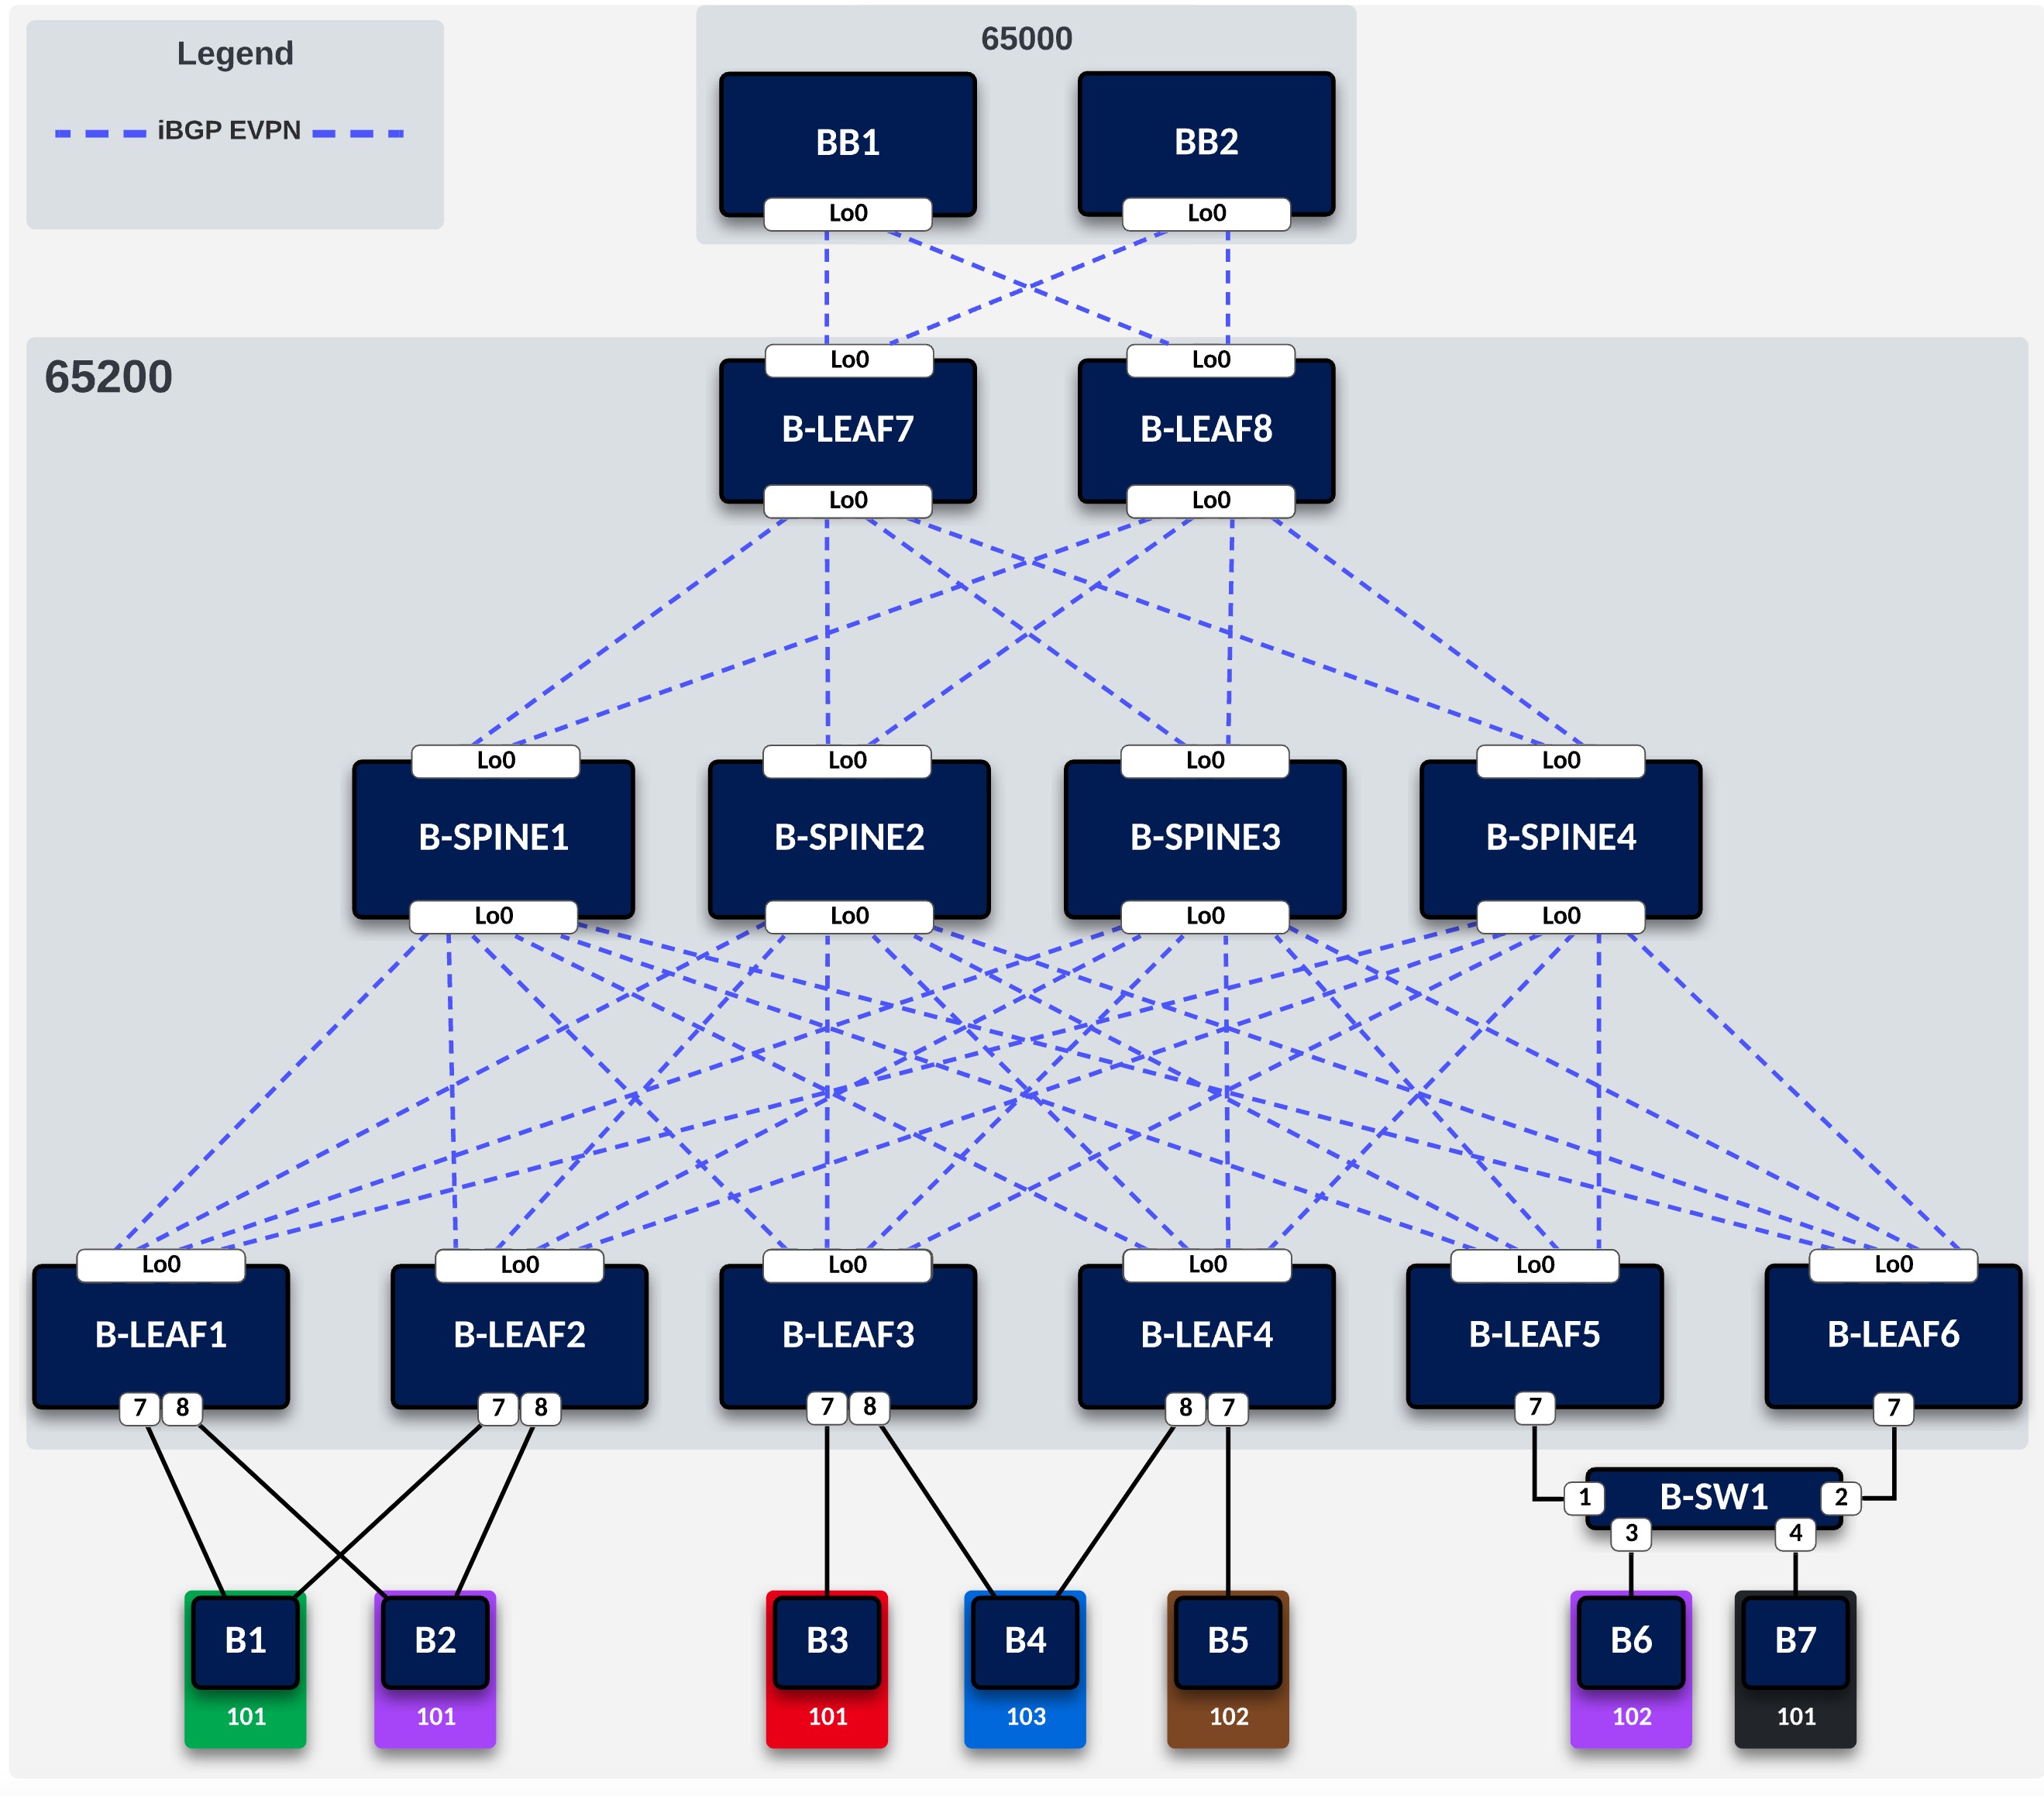 Legend
iBGP EVPN
65000
BB1
BB2
Lo0
Lo0
65200
Lo0
Lo0
B-LEAF7
B-LEAF8
Lo0
Lo0
Lo0
Lo0
Lo0
Lo0
B-SPINE1
B-SPINE2
B-SPINE3
B-SPINE4
Lo0
Lo0
Lo0
Lo0
Lo0
Lo0
Lo0
Lo0
Lo0
Lo0
B-LEAF1
B-LEAF2
B-LEAF3
B-LEAF4
B-LEAF5
B-LEAF6
7
8
7
8
7
8
8
7
7
7
1
B-SW1
2
3
4
B1
B2
B3
B4
B5
B6
B7
101
101
101
103
102
102
101